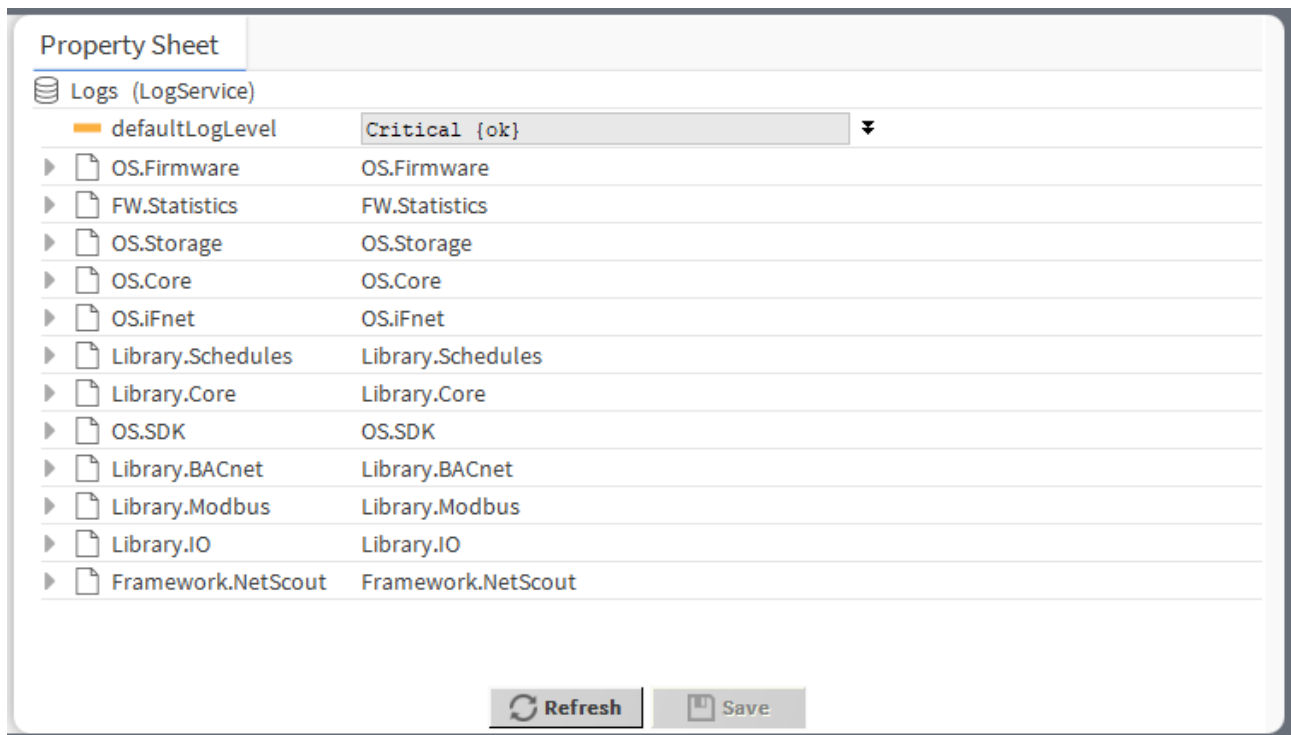 Property Sheet
Logs (LogService)
defaultLogLevel Critical {ok}
OS.Firmware OS.Firmware
FW.Statistics FW.Statistics
OS.Storage OS.Storage
OS.Core OS.Core
OS.iFnet OS.iFnet
Library.Schedules Library.Schedules
Library.Core Library.Core
OS.SDK OS.SDK
Library.BACnet Library.BACnet
Library.Modbus Library.Modbus
Library.IO Library.IO
Framework.NetScout Framework.NetScout
Refresh Save